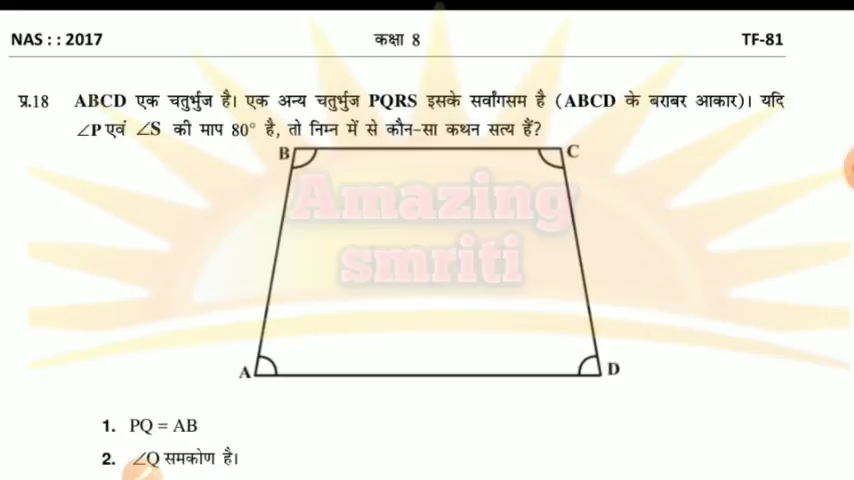 NAS : : 2017 कक्षा 8 TF-81
प्र.18 ABCD एक चतुर्भुज है। एक अन्य चतुर्भुज PQRS इसके सर्वांगसम है (ABCD के बराबर आकार)। यदि
∠P एवं ∠S की माप 80° है, तो निम्न में से कौन-सा कथन सत्य हैं?
B C
Amazing
smriti
A D
1. PQ = AB
2. ∠Q समकोण है।